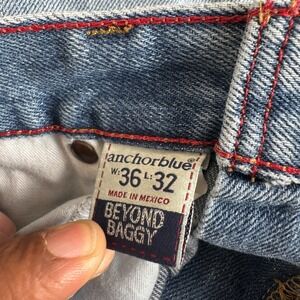 anchorblue
W:36 L:32
MADE IN MEXICO
BEYOND
BAGGY